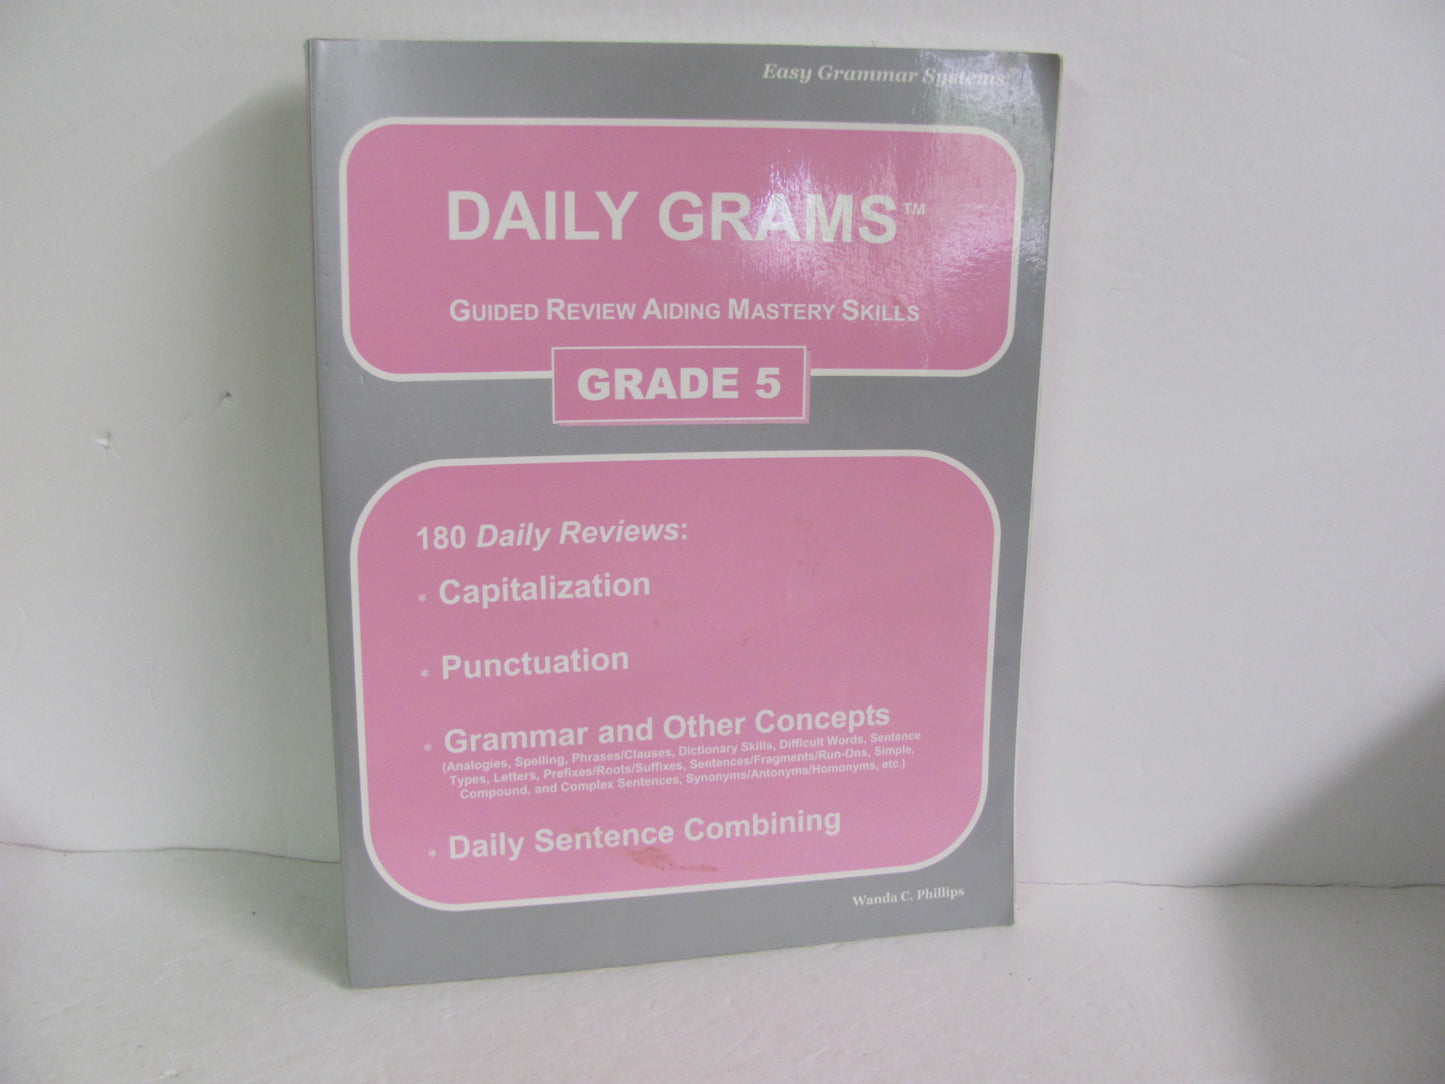 Easy Grammar Systems
DAILY GRAMS™
GUIDED REVIEW AIDING MASTERY SKILLS
GRADE 5
180 Daily Reviews:
* Capitalization
* Punctuation
* Grammar and Other Concepts
(Analogies, Spelling, Phrases/Clauses, Dictionary Skills, Difficult Words, Sentence
Types, Letters, Prefixes/Roots/Suffixes, Sentences/Fragments/Run-Ons, Simple,
Compound, and Complex Sentences, Synonyms/Antonyms/Homonyms, etc.)
* Daily Sentence Combining
Wanda C. Phillips